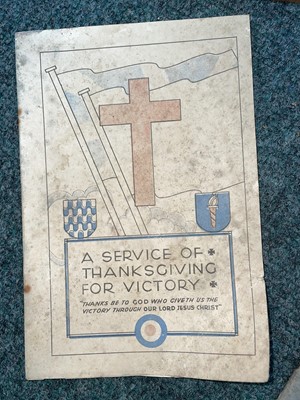 A SERVICE OF
THANKSGIVING
FOR VICTORY
"THANKS BE TO GOD WHO GIVETH US THE
VICTORY THROUGH OUR LORD JESUS CHRIST"